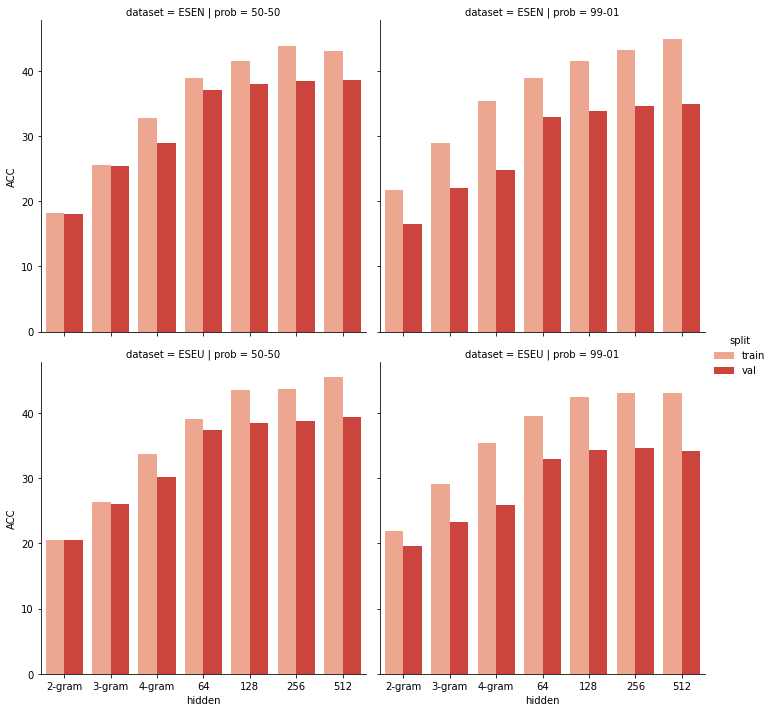 dataset = ESEN | prob = 50-50
dataset = ESEN | prob = 99-01
40
30
20
10
0
ACC
split
train
val
dataset = ESEU | prob = 50-50
dataset = ESEU | prob = 99-01
40
30
20
10
0
ACC
2-gram 3-gram 4-gram 64 128 256 512
hidden
2-gram 3-gram 4-gram 64 128 256 512
hidden